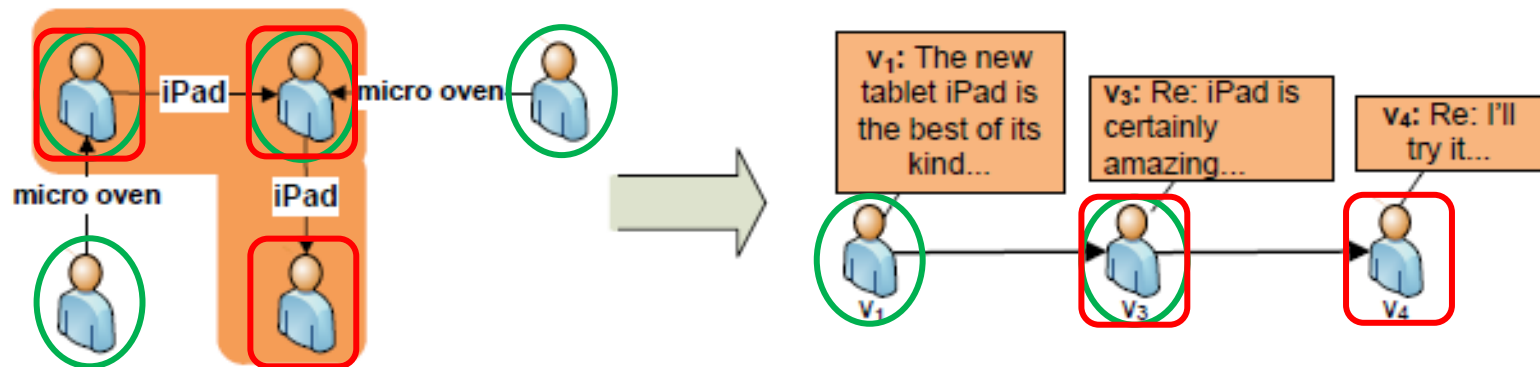 iPad
micro oven
micro oven
iPad
v₁: The new
tablet iPad is
the best of its
kind...
v₃: Re: iPad is
certainly
amazing...
v₄: Re: I'll
try it...
v₁
v₃
v₄